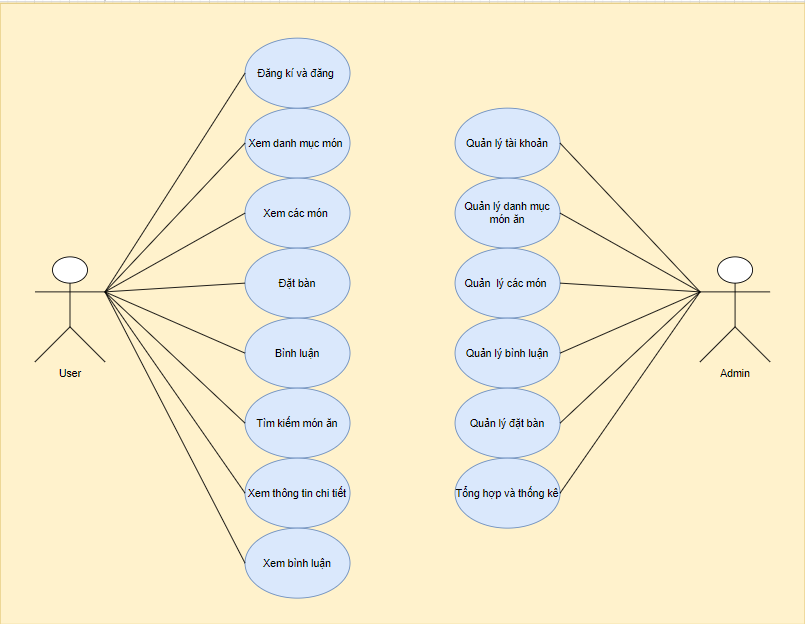 Đăng kí và đăng
Xem danh mục món
Xem các món
Đặt bàn
Bình luận
Tìm kiếm món ăn
Xem thông tin chi tiết
Xem bình luận
User
Quản lý tài khoản
Quản lý danh mục
món ăn
Quản lý các món
Quản lý bình luận
Quản lý đặt bàn
Tổng hợp và thống kê
Admin